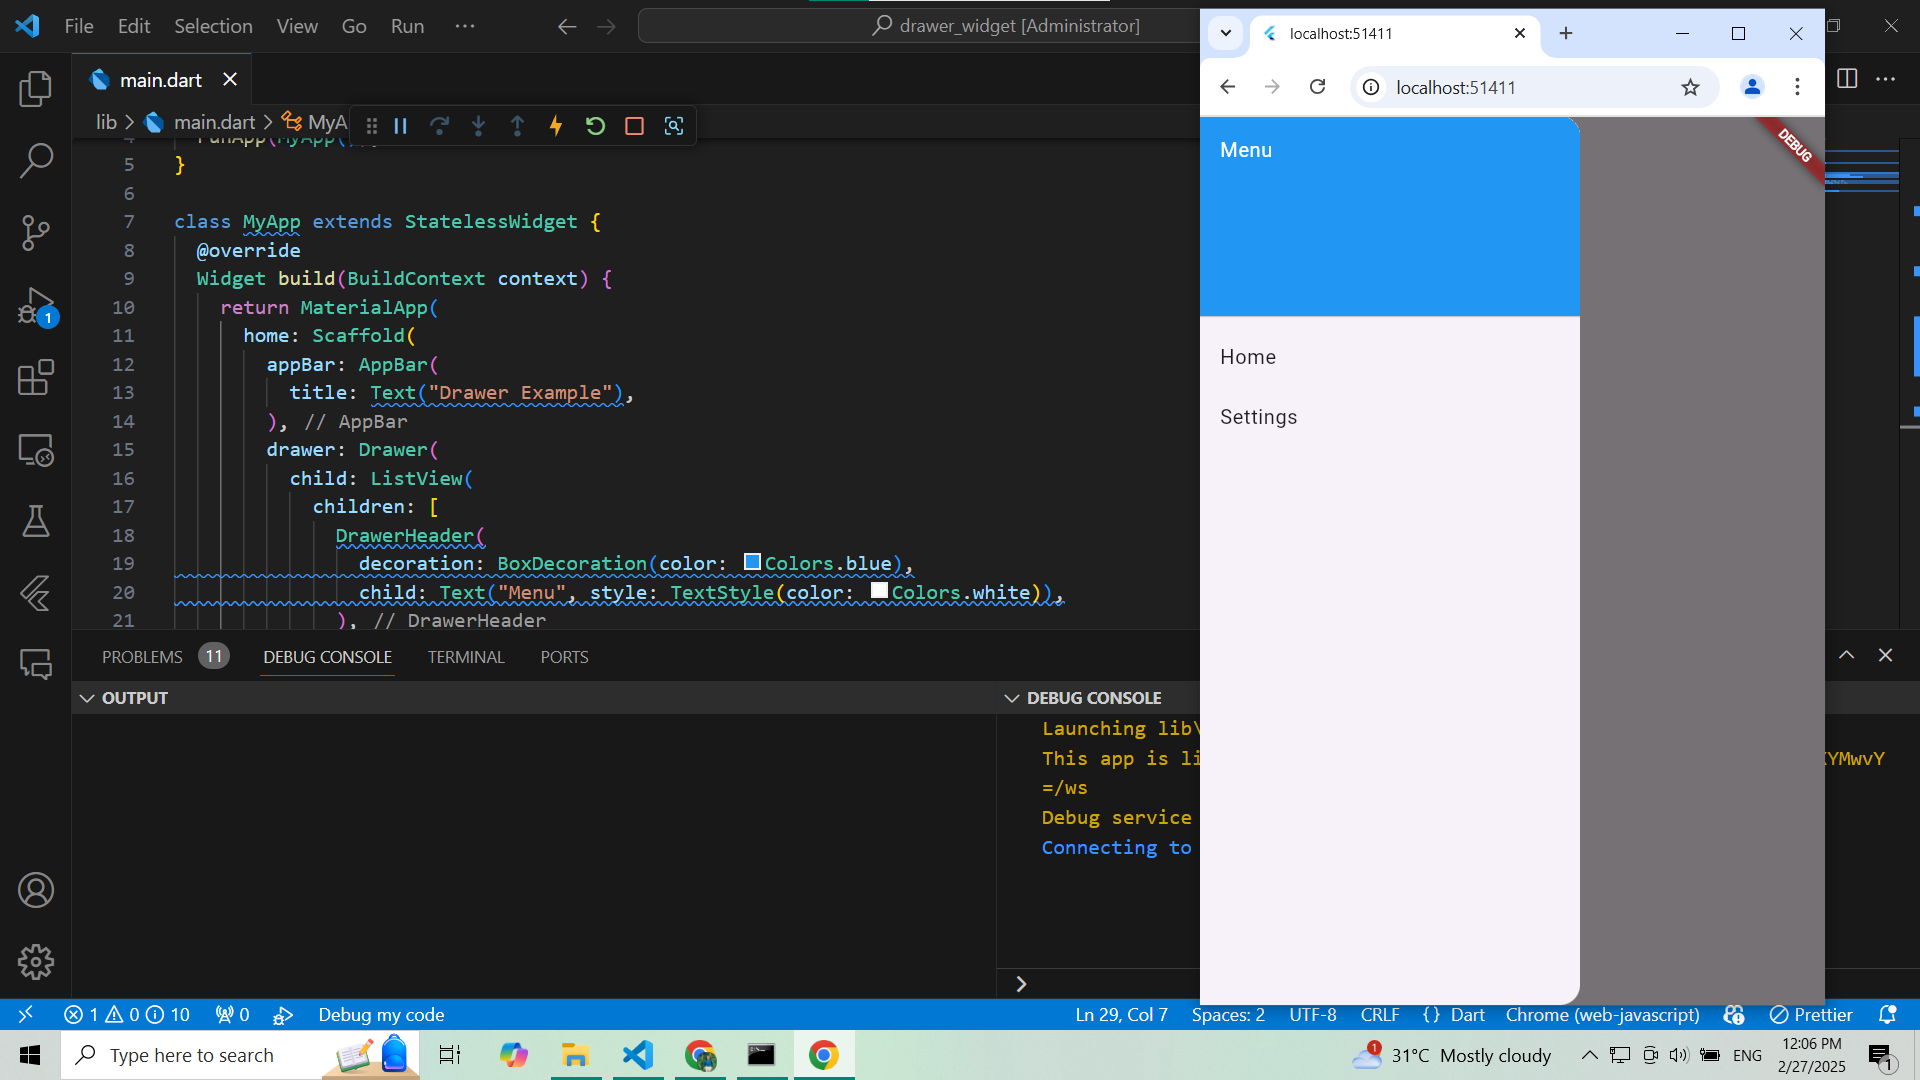 File Edit Selection View Go Run ···
drawer_widget [Administrator]
main.dart
lib > main.dart > MyA
4 runApp(MyApp());
5 }
6
7 class MyApp extends StatelessWidget {
8 @override
9 Widget build(BuildContext context) {
10 return MaterialApp(
11 home: Scaffold(
12 appBar: AppBar(
13 title: Text("Drawer Example"),
14 ), // AppBar
15 drawer: Drawer(
16 child: ListView(
17 children: [
18 DrawerHeader(
19 decoration: BoxDecoration(color: Colors.blue),
20 child: Text("Menu", style: TextStyle(color: Colors.white)),
21 ), // DrawerHeader
1
PROBLEMS 11 DEBUG CONSOLE TERMINAL PORTS
OUTPUT
DEBUG CONSOLE
Launching lib\
This app is li
YMwvY
=/ws
Debug service
Connecting to
localhost:51411
localhost:51411
Menu
DEBUG
Home
Settings
1 0 10 0 Debug my code Ln 29, Col 7 Spaces: 2 UTF-8 CRLF {} Dart Chrome (web-javascript) Prettier
Type here to search
1 31°C Mostly cloudy ENG 12:06 PM
2/27/2025
1